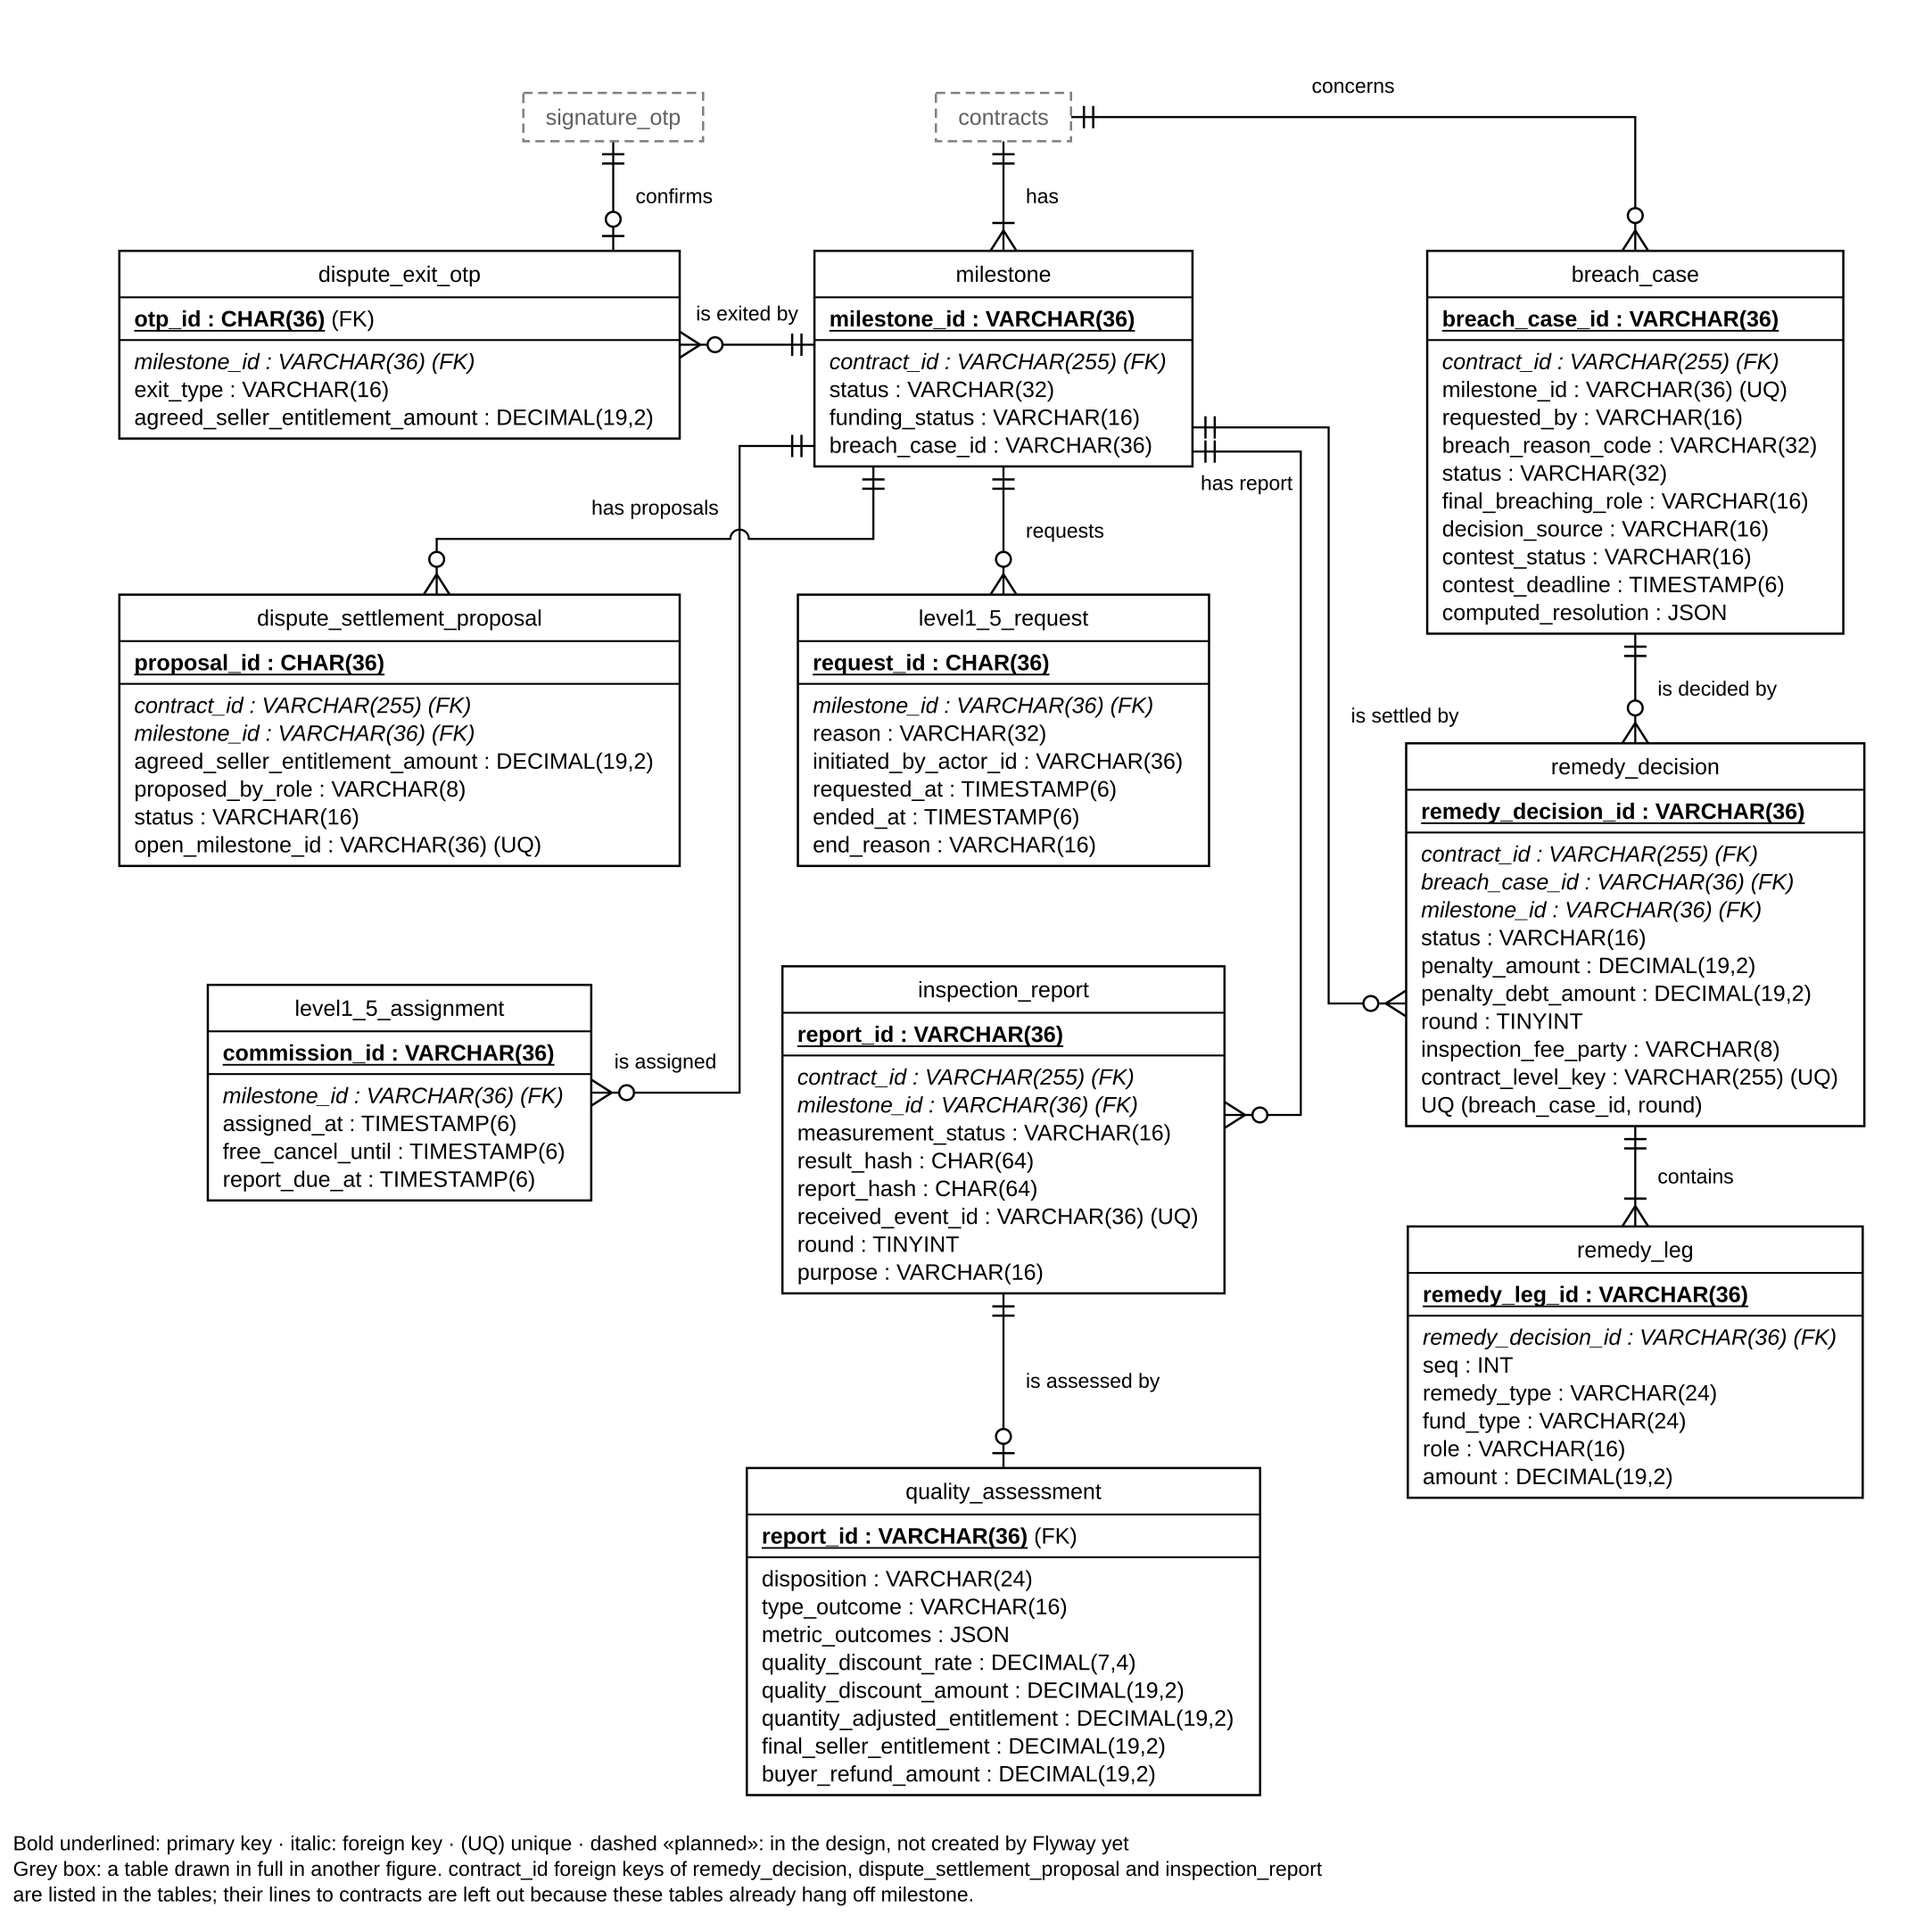 concerns
signature_otp
contracts
confirms
has
dispute_exit_otp
otp_id : CHAR(36) (FK)
milestone_id : VARCHAR(36) (FK)
exit_type : VARCHAR(16)
agreed_seller_entitlement_amount : DECIMAL(19,2)
is exited by
milestone
milestone_id : VARCHAR(36)
contract_id : VARCHAR(255) (FK)
status : VARCHAR(32)
funding_status : VARCHAR(16)
breach_case_id : VARCHAR(36)
breach_case
breach_case_id : VARCHAR(36)
contract_id : VARCHAR(255) (FK)
milestone_id : VARCHAR(36) (UQ)
requested_by : VARCHAR(16)
breach_reason_code : VARCHAR(32)
status : VARCHAR(32)
final_breaching_role : VARCHAR(16)
decision_source : VARCHAR(16)
contest_status : VARCHAR(16)
contest_deadline : TIMESTAMP(6)
computed_resolution : JSON
has proposals
requests
has report
is settled by
is decided by
dispute_settlement_proposal
proposal_id : CHAR(36)
contract_id : VARCHAR(255) (FK)
milestone_id : VARCHAR(36) (FK)
agreed_seller_entitlement_amount : DECIMAL(19,2)
proposed_by_role : VARCHAR(8)
status : VARCHAR(16)
open_milestone_id : VARCHAR(36) (UQ)
level1_5_request
request_id : CHAR(36)
milestone_id : VARCHAR(36) (FK)
reason : VARCHAR(32)
initiated_by_actor_id : VARCHAR(36)
requested_at : TIMESTAMP(6)
ended_at : TIMESTAMP(6)
end_reason : VARCHAR(16)
remedy_decision
remedy_decision_id : VARCHAR(36)
contract_id : VARCHAR(255) (FK)
breach_case_id : VARCHAR(36) (FK)
milestone_id : VARCHAR(36) (FK)
status : VARCHAR(16)
penalty_amount : DECIMAL(19,2)
penalty_debt_amount : DECIMAL(19,2)
round : TINYINT
inspection_fee_party : VARCHAR(8)
contract_level_key : VARCHAR(255) (UQ)
UQ (breach_case_id, round)
level1_5_assignment
commission_id : VARCHAR(36)
milestone_id : VARCHAR(36) (FK)
assigned_at : TIMESTAMP(6)
free_cancel_until : TIMESTAMP(6)
report_due_at : TIMESTAMP(6)
is assigned
inspection_report
report_id : VARCHAR(36)
contract_id : VARCHAR(255) (FK)
milestone_id : VARCHAR(36) (FK)
measurement_status : VARCHAR(16)
result_hash : CHAR(64)
report_hash : CHAR(64)
received_event_id : VARCHAR(36) (UQ)
round : TINYINT
purpose : VARCHAR(16)
contains
remedy_leg
remedy_leg_id : VARCHAR(36)
remedy_decision_id : VARCHAR(36) (FK)
seq : INT
remedy_type : VARCHAR(24)
fund_type : VARCHAR(24)
role : VARCHAR(16)
amount : DECIMAL(19,2)
is assessed by
quality_assessment
report_id : VARCHAR(36) (FK)
disposition : VARCHAR(24)
type_outcome : VARCHAR(16)
metric_outcomes : JSON
quality_discount_rate : DECIMAL(7,4)
quality_discount_amount : DECIMAL(19,2)
quantity_adjusted_entitlement : DECIMAL(19,2)
final_seller_entitlement : DECIMAL(19,2)
buyer_refund_amount : DECIMAL(19,2)
Bold underlined: primary key · italic: foreign key · (UQ) unique · dashed «planned»: in the design, not created by Flyway yet
Grey box: a table drawn in full in another figure. contract_id foreign keys of remedy_decision, dispute_settlement_proposal and inspection_report
are listed in the tables; their lines to contracts are left out because these tables already hang off milestone.